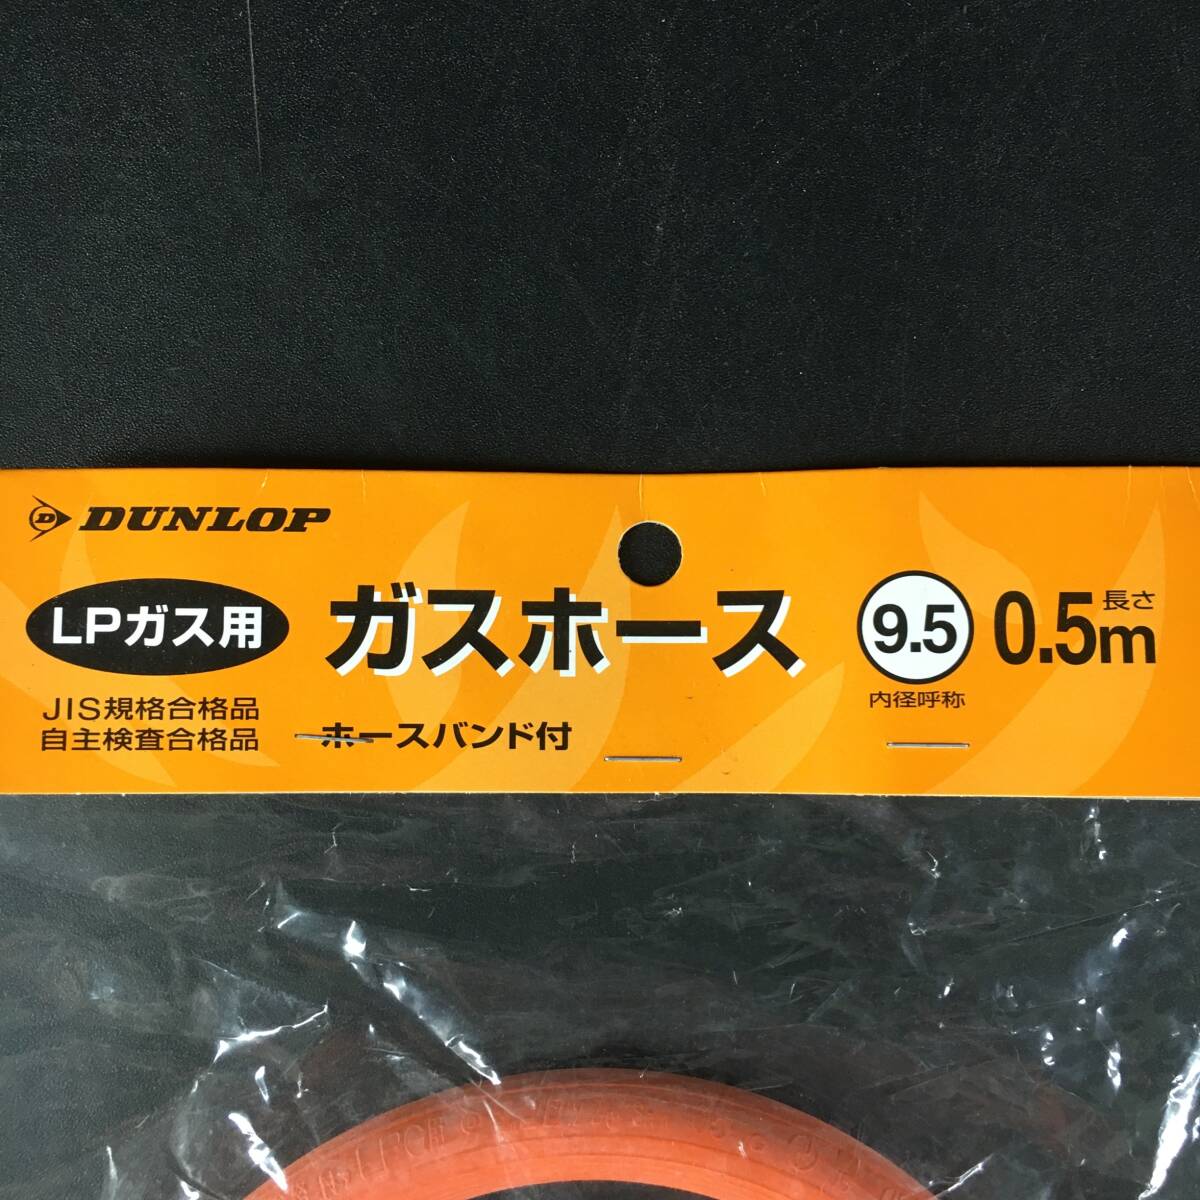 DUNLOP
LPガス用
ガスホース
9.5
内径呼称
長さ
0.5m
JIS規格合格品
自主検査合格品
ホースバンド付